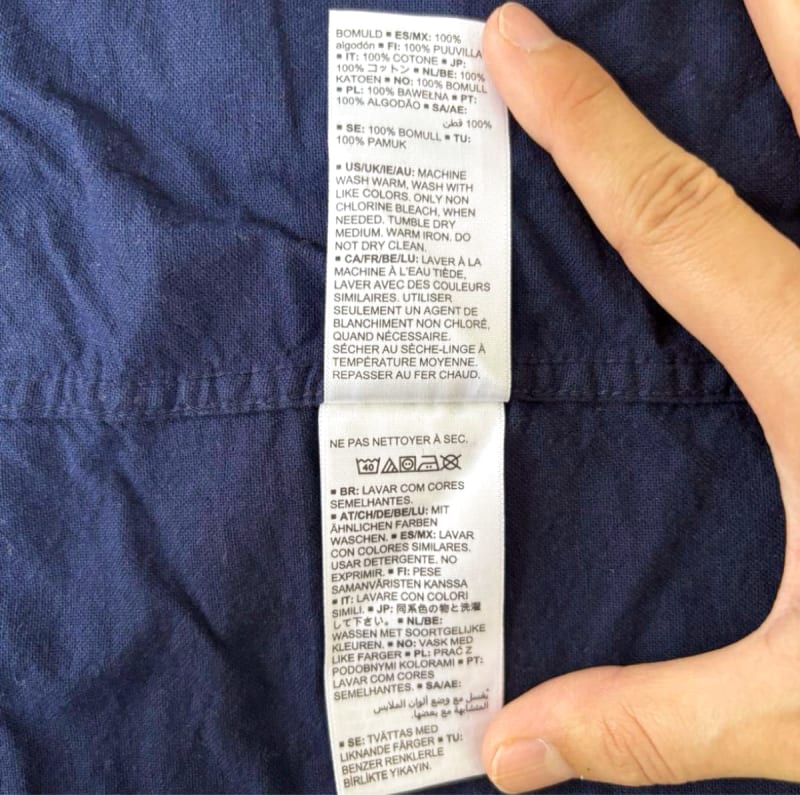 BOMULD ▪ ES/MX: 100%
algodón ▪ FI: 100% PUUVILLA
▪ IT: 100% COTONE ▪ JP:
100% コットン ▪ NL/BE: 100%
KATOEN ▪ NO: 100% BOMULL
▪ PL: 100% BAWEŁNA ▪ PT:
100% ALGODÃO ▪ SA/AE:
100% قطن
▪ SE: 100% BOMULL ▪ TU:
100% PAMUK
▪ US/UK/IE/AU: MACHINE
WASH WARM, WASH WITH
LIKE COLORS. ONLY NON
CHLORINE BLEACH, WHEN
NEEDED. TUMBLE DRY
MEDIUM. WARM IRON. DO
NOT DRY CLEAN.
▪ CA/FR/BE/LU: LAVER À LA
MACHINE À L'EAU TIÈDE,
LAVER AVEC DES COULEURS
SIMILAIRES. UTILISER
SEULEMENT UN AGENT DE
BLANCHIMENT NON CHLORÉ,
QUAND NÉCESSAIRE.
SÉCHER AU SÈCHE-LINGE À
TEMPÉRATURE MOYENNE.
REPASSER AU FER CHAUD.
NE PAS NETTOYER À SEC.
40
▪ BR: LAVAR COM CORES
SEMELHANTES.
▪ AT/CH/DE/BE/LU: MIT
ÄHNLICHEN FARBEN
WASCHEN. ▪ ES/MX: LAVAR
CON COLORES SIMILARES.
USAR DETERGENTE. NO
EXPRIMIR. ▪ FI: PESE
SAMANVÄRISTEN KANSSA
▪ IT: LAVARE CON COLORI
SIMILI. ▪ JP: 同系色の物と洗濯
して下さい。 ▪ NL/BE:
WASSEN MET SOORTGELIJKE
KLEUREN. ▪ NO: VASK MED
LIKE FARGER ▪ PL: PRAĆ Z
PODOBNYMI KOLORAMI ▪ PT:
LAVAR COM CORES
SEMELHANTES. ▪ SA/AE:
يُغسل مع وضع ألوان الملابس
المتشابهة مع بعضها.
▪ SE: TVÄTTAS MED
LIKNANDE FÄRGER ▪ TU:
BENZER RENKLERLE
BİRLİKTE YIKAYIN.